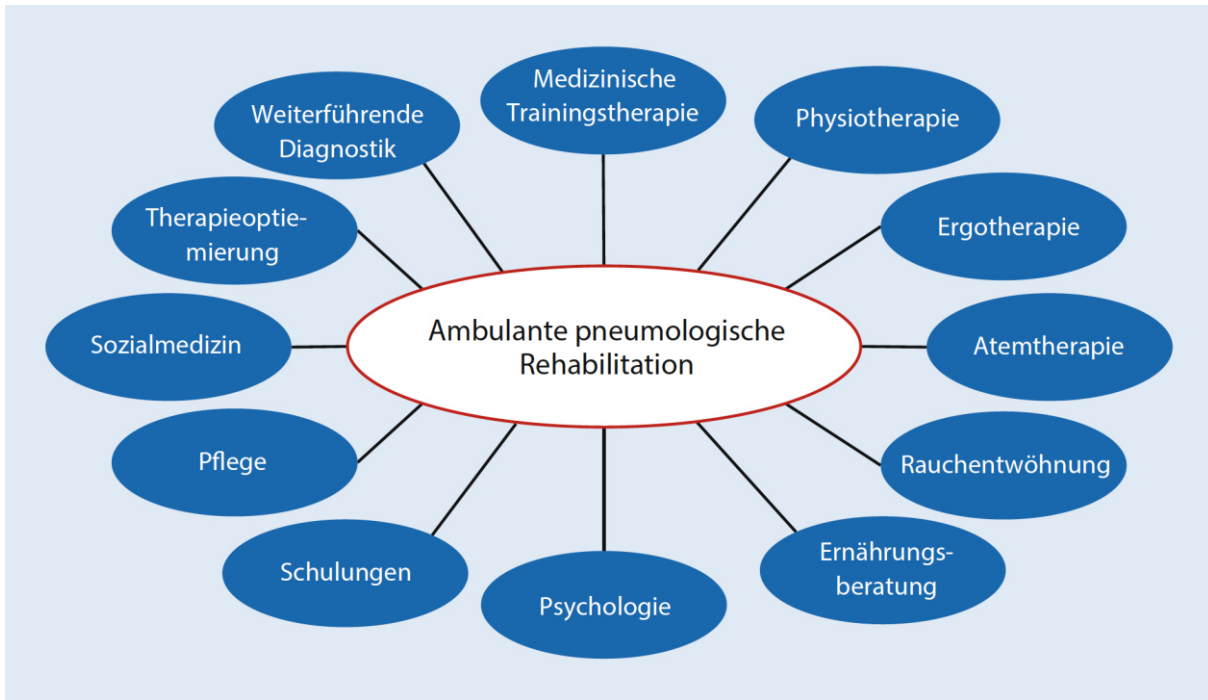 Medizinische
Trainingstherapie
Physiotherapie
Ergotherapie
Atemtherapie
Rauchentwöhnung
Ernährungs-
beratung
Psychologie
Schulungen
Pflege
Sozialmedizin
Therapieoptie-
mierung
Weiterführende
Diagnostik
Ambulante pneumologische
Rehabilitation